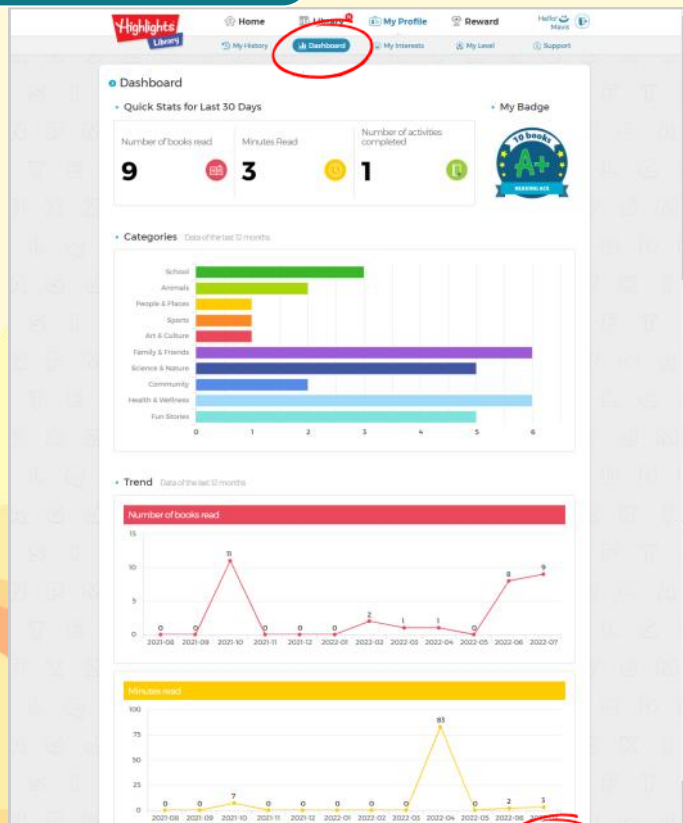 Highlights
Library
Home
Library
My Profile
Reward
Hello!
Mavis
My History
Dashboard
My Interests
My Level
Support
Dashboard
Quick Stats for Last 30 Days
My Badge
Number of books read
Minutes Read
Number of activities
completed
9
3
1
10 books
A+
READING ACE
Categories Data of the last 12 months
School
Animals
People & Places
Sports
Art & Culture
Family & Friends
Science & Nature
Community
Health & Wellness
Fun Stories
0 1 2 3 4 5 6
Trend Data of the last 12 months
Number of books read
15
10
5
0
0 0 11 0 0 0 2 1 1 0 8 9
2021-08 2021-09 2021-10 2021-11 2021-12 2022-01 2022-02 2022-03 2022-04 2022-05 2022-06 2022-07
Minutes read
100
75
50
25
0
0 0 7 0 0 0 0 0 83 0 2 3
2021-08 2021-09 2021-10 2021-11 2021-12 2022-01 2022-02 2022-03 2022-04 2022-05 2022-06